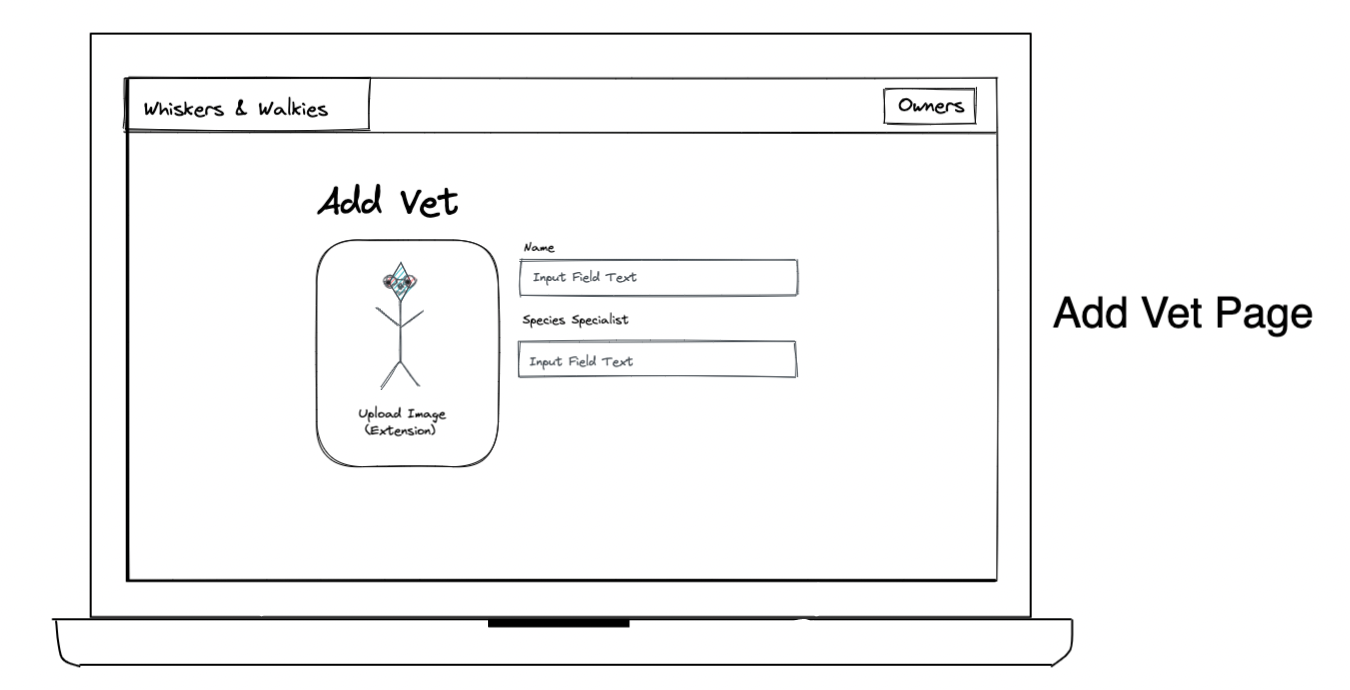 Whiskers & Walkies
Owners
Add Vet
Name
Input Field Text
Species Specialist
Input Field Text
Upload Image
(Extension)
Add Vet Page